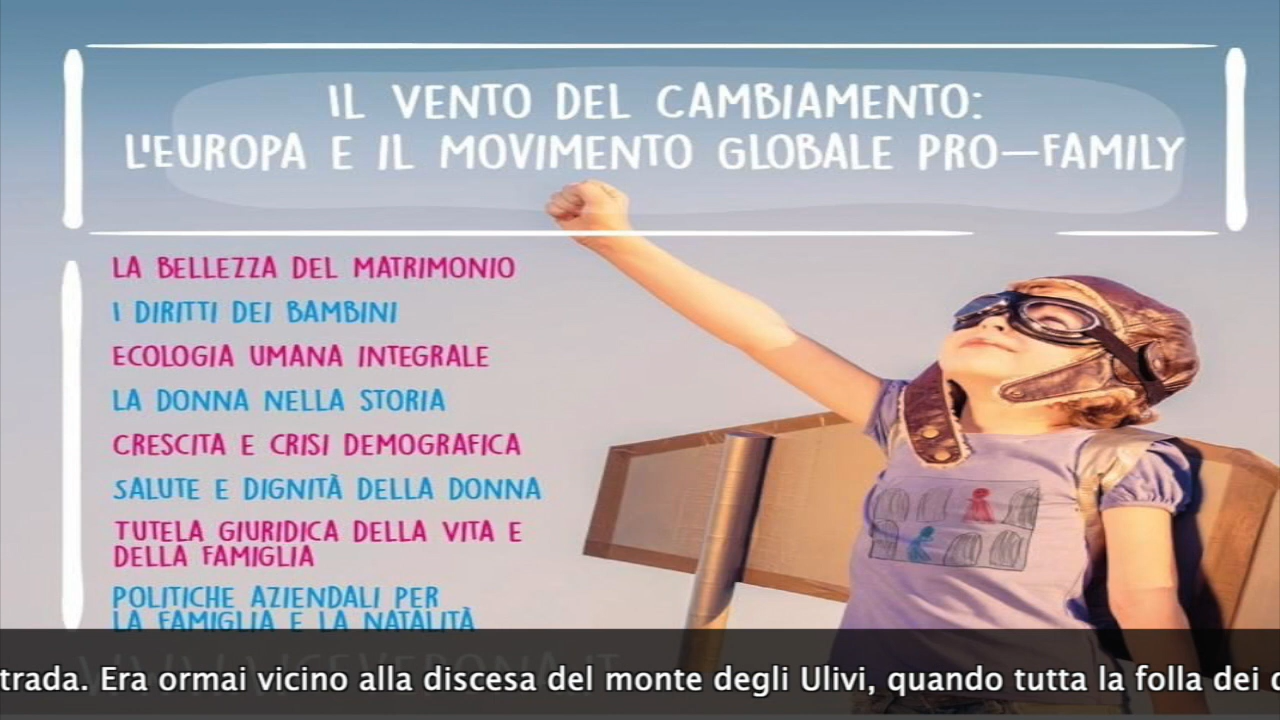 IL VENTO DEL CAMBIAMENTO:
L'EUROPA E IL MOVIMENTO GLOBALE PRO-FAMILY
LA BELLEZZA DEL MATRIMONIO
I DIRITTI DEI BAMBINI
ECOLOGIA UMANA INTEGRALE
LA DONNA NELLA STORIA
CRESCITA E CRISI DEMOGRAFICA
SALUTE E DIGNITÀ DELLA DONNA
TUTELA GIURIDICA DELLA VITA E
DELLA FAMIGLIA
POLITICHE AZIENDALI PER
LA FAMIGLIA E LA NATALITÀ
trada. Era ormai vicino alla discesa del monte degli Ulivi, quando tutta la folla dei